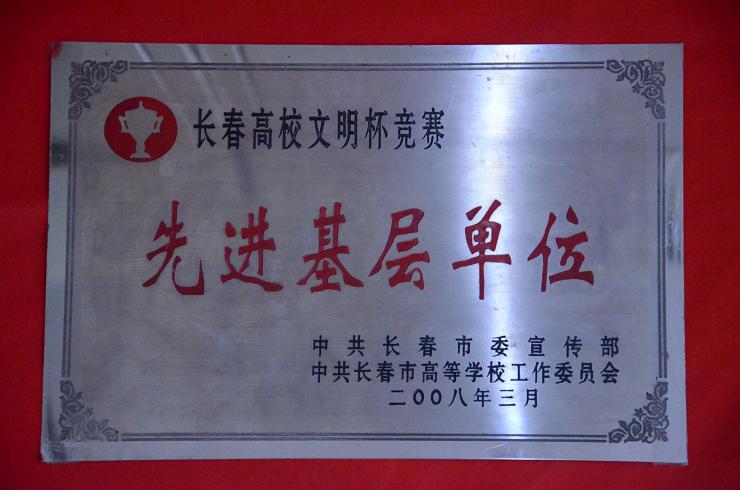 长春高校文明杯竞赛
先进基层单位
中共长春市委宣传部
中共长春市高等学校工作委员会
二OO八年三月